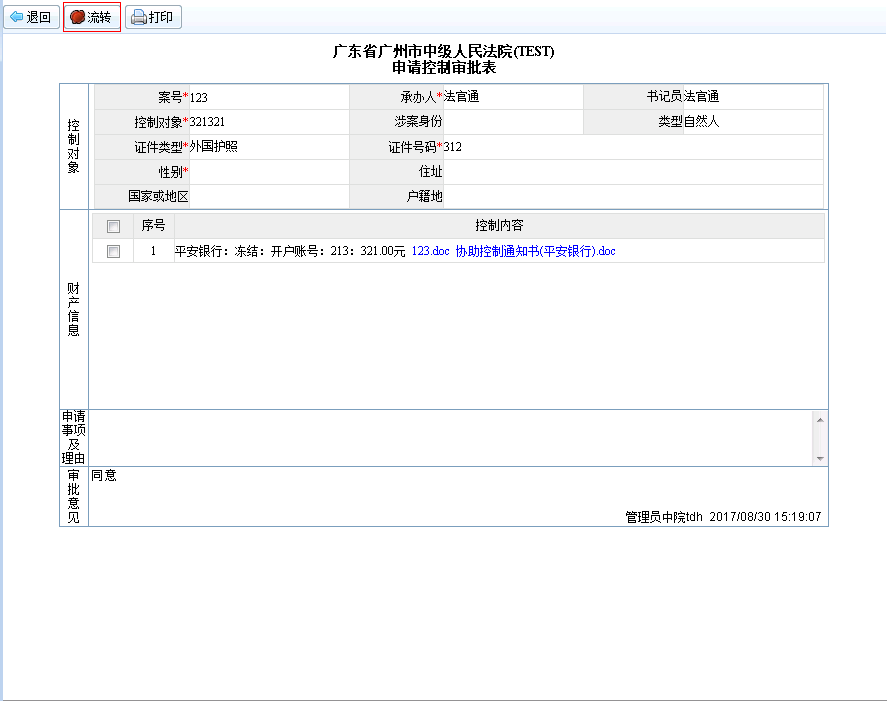 退回 流转 打印
广东省广州市中级人民法院(TEST)
申请控制审批表
控制对象
案号*123 承办人*法官通 书记员法官通
控制对象*321321 涉案身份 类型自然人
证件类型*外国护照 证件号码*312
性别* 住址
国家或地区 户籍地
财产信息
序号 控制内容
1 平安银行：冻结：开户账号：213：321.00元 123.doc 协助控制通知书(平安银行).doc
申请事项及理由
审批意见
同意
管理员中院tdh 2017/08/30 15:19:07